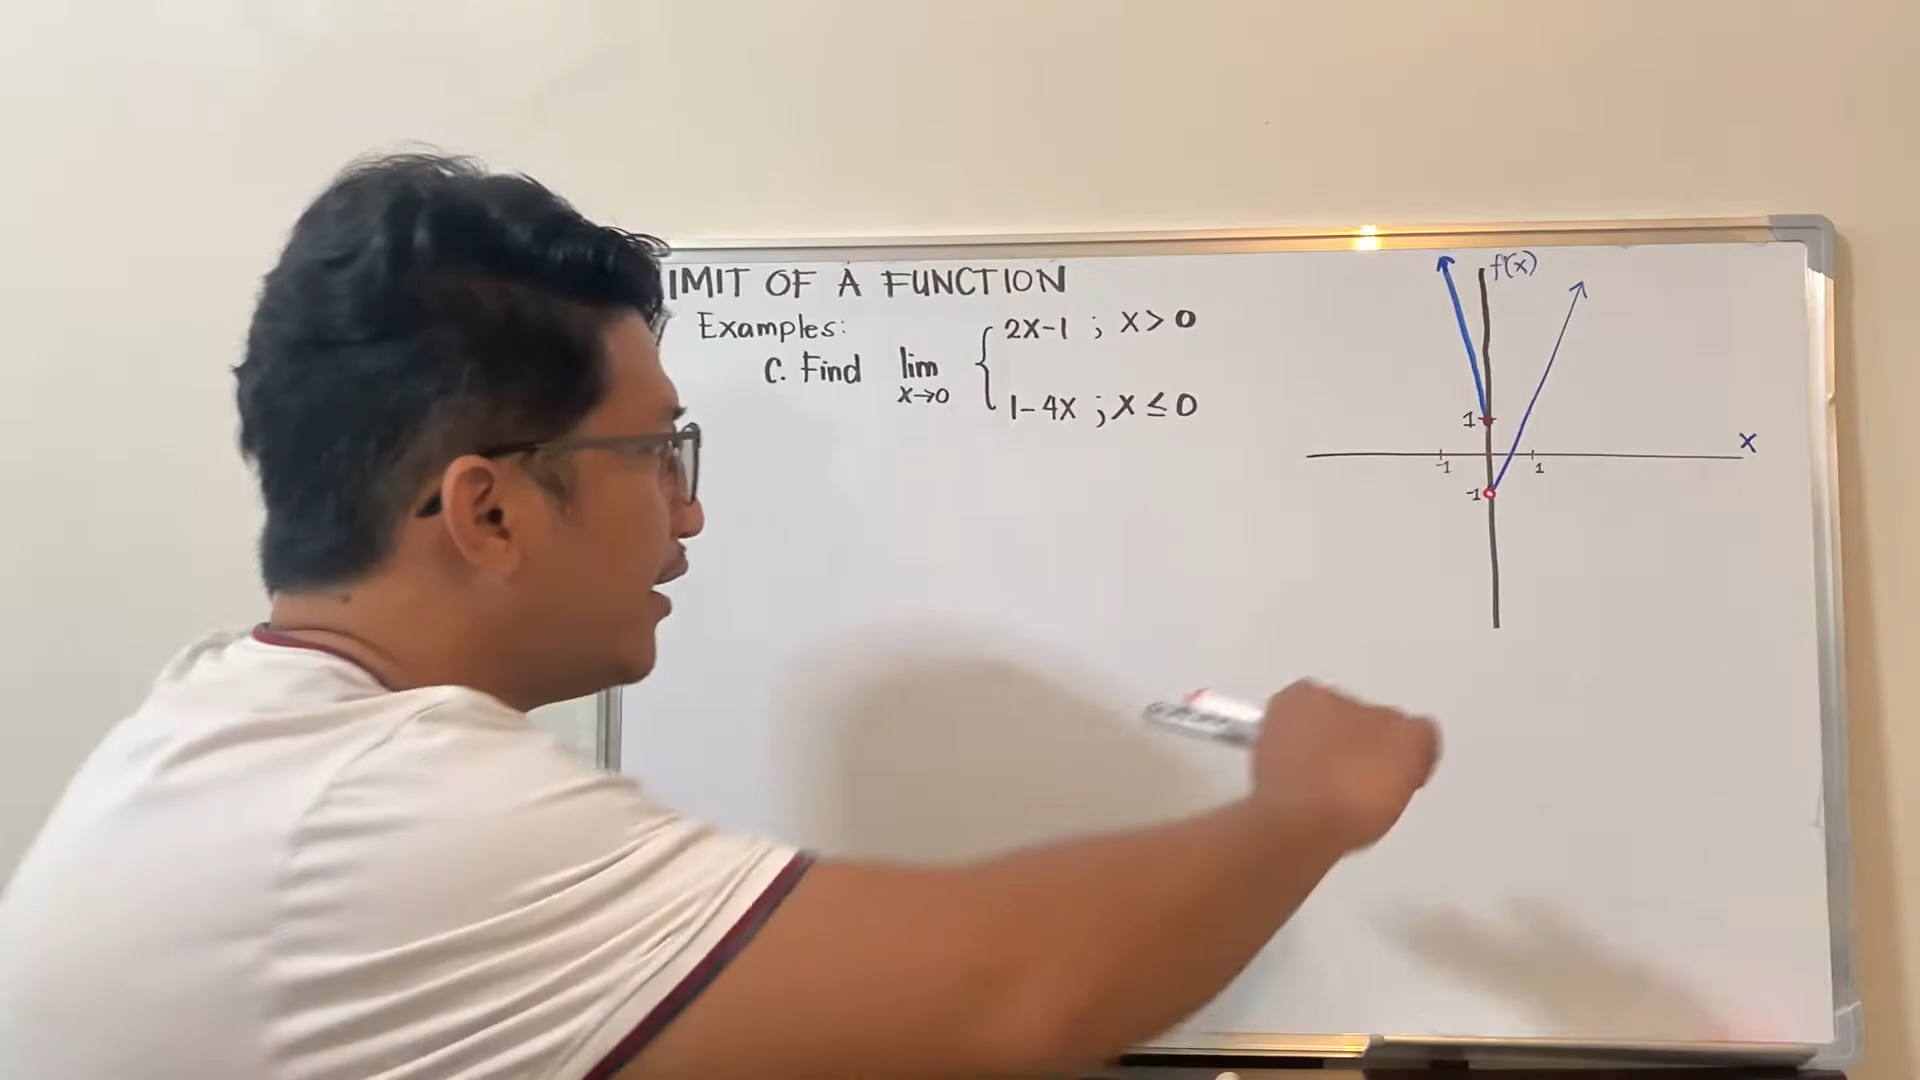 IMIT OF A FUNCTION
Examples:
C. Find lim x→0 { 2x-1 ; x > 0
1-4x ; x ≤ 0
f(x)
1
x
-1 1
-1